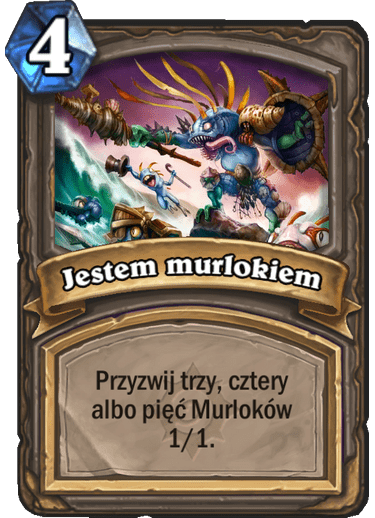 4
Jestem murlokiem
Przyzwij trzy, cztery
albo pięć Murloków
1/1.